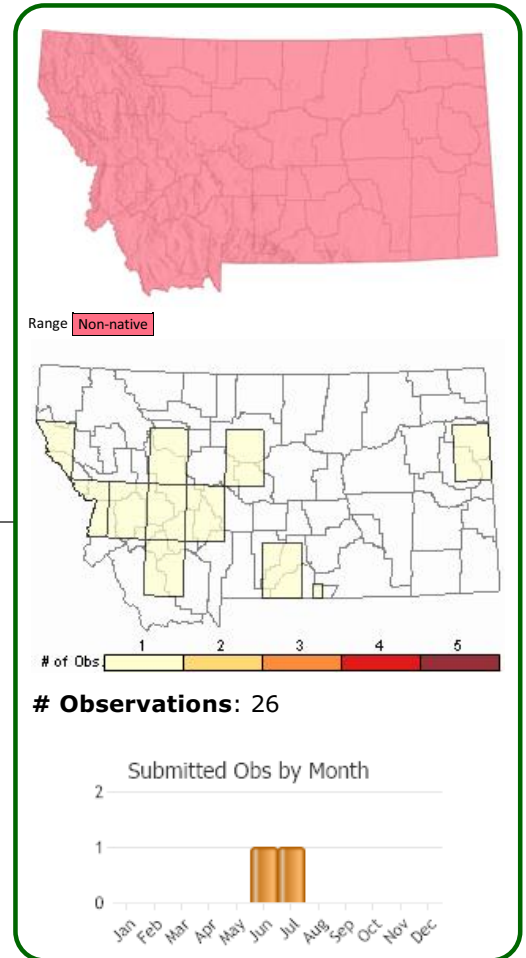 Range Non-native
1 2 3 4 5
# of Obs.
# Observations: 26
Submitted Obs by Month
2
1
0
Jan Feb Mar Apr May Jun Jul Aug Sep Oct Nov Dec